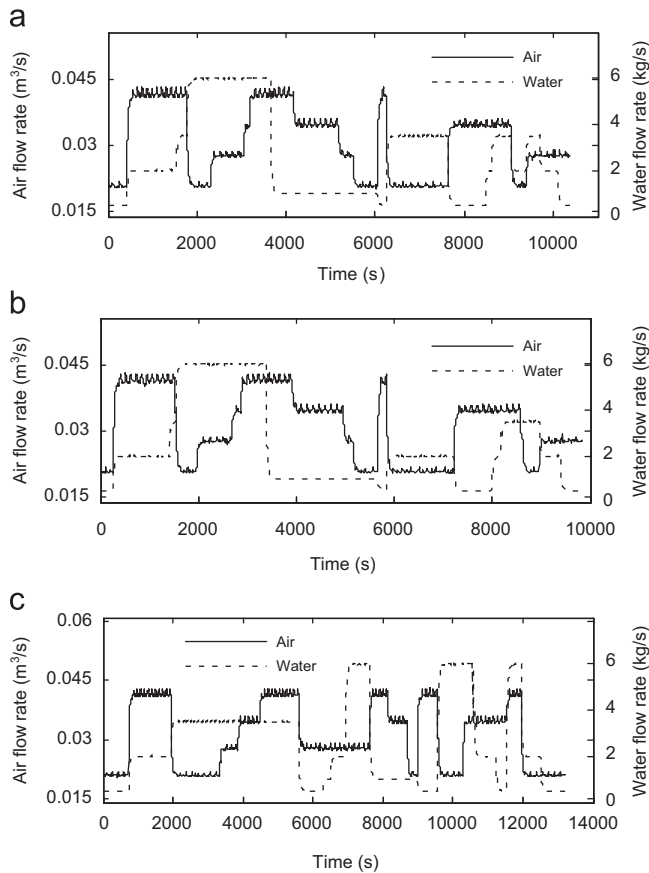 a
Air flow rate (m³/s)
0.045
0.03
0.015
Air
Water
6
4
2
0
Water flow rate (kg/s)
0
2000
4000
6000
8000
10000
Time (s)
b
Air flow rate (m³/s)
0.045
0.03
0.015
Air
Water
6
4
2
0
Water flow rate (kg/s)
0
2000
4000
6000
8000
10000
Time (s)
c
Air flow rate (m³/s)
0.06
0.045
0.03
0.015
Air
Water
6
4
2
0
Water flow rate (kg/s)
0
2000
4000
6000
8000
10000
12000
14000
Time (s)